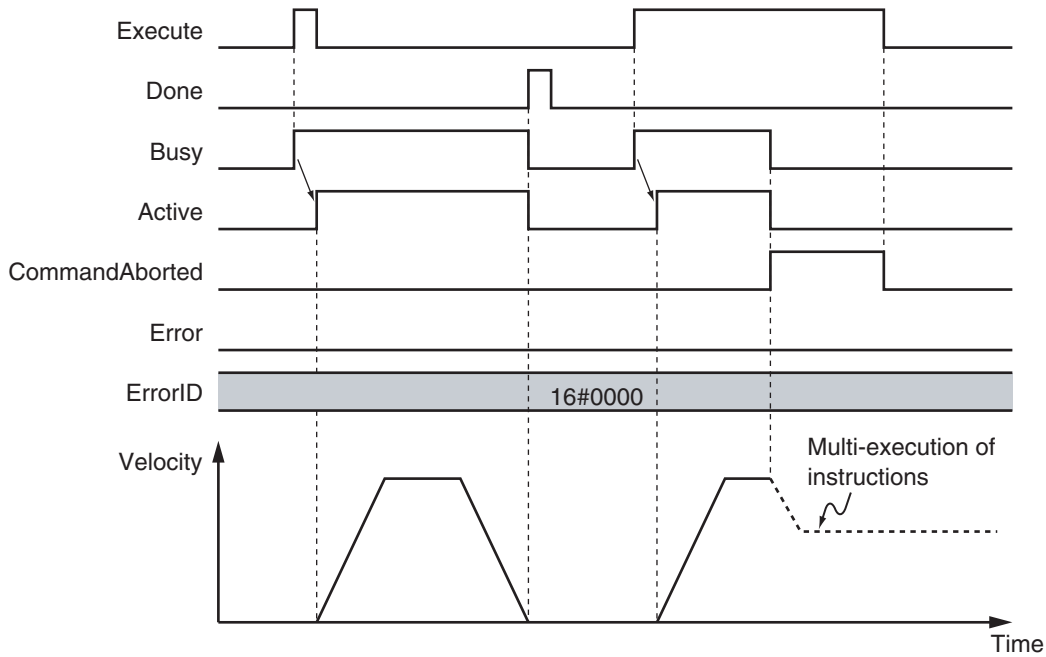 Execute
Done
Busy
Active
CommandAborted
Error
ErrorID
16#0000
Velocity
Multi-execution of
instructions
Time